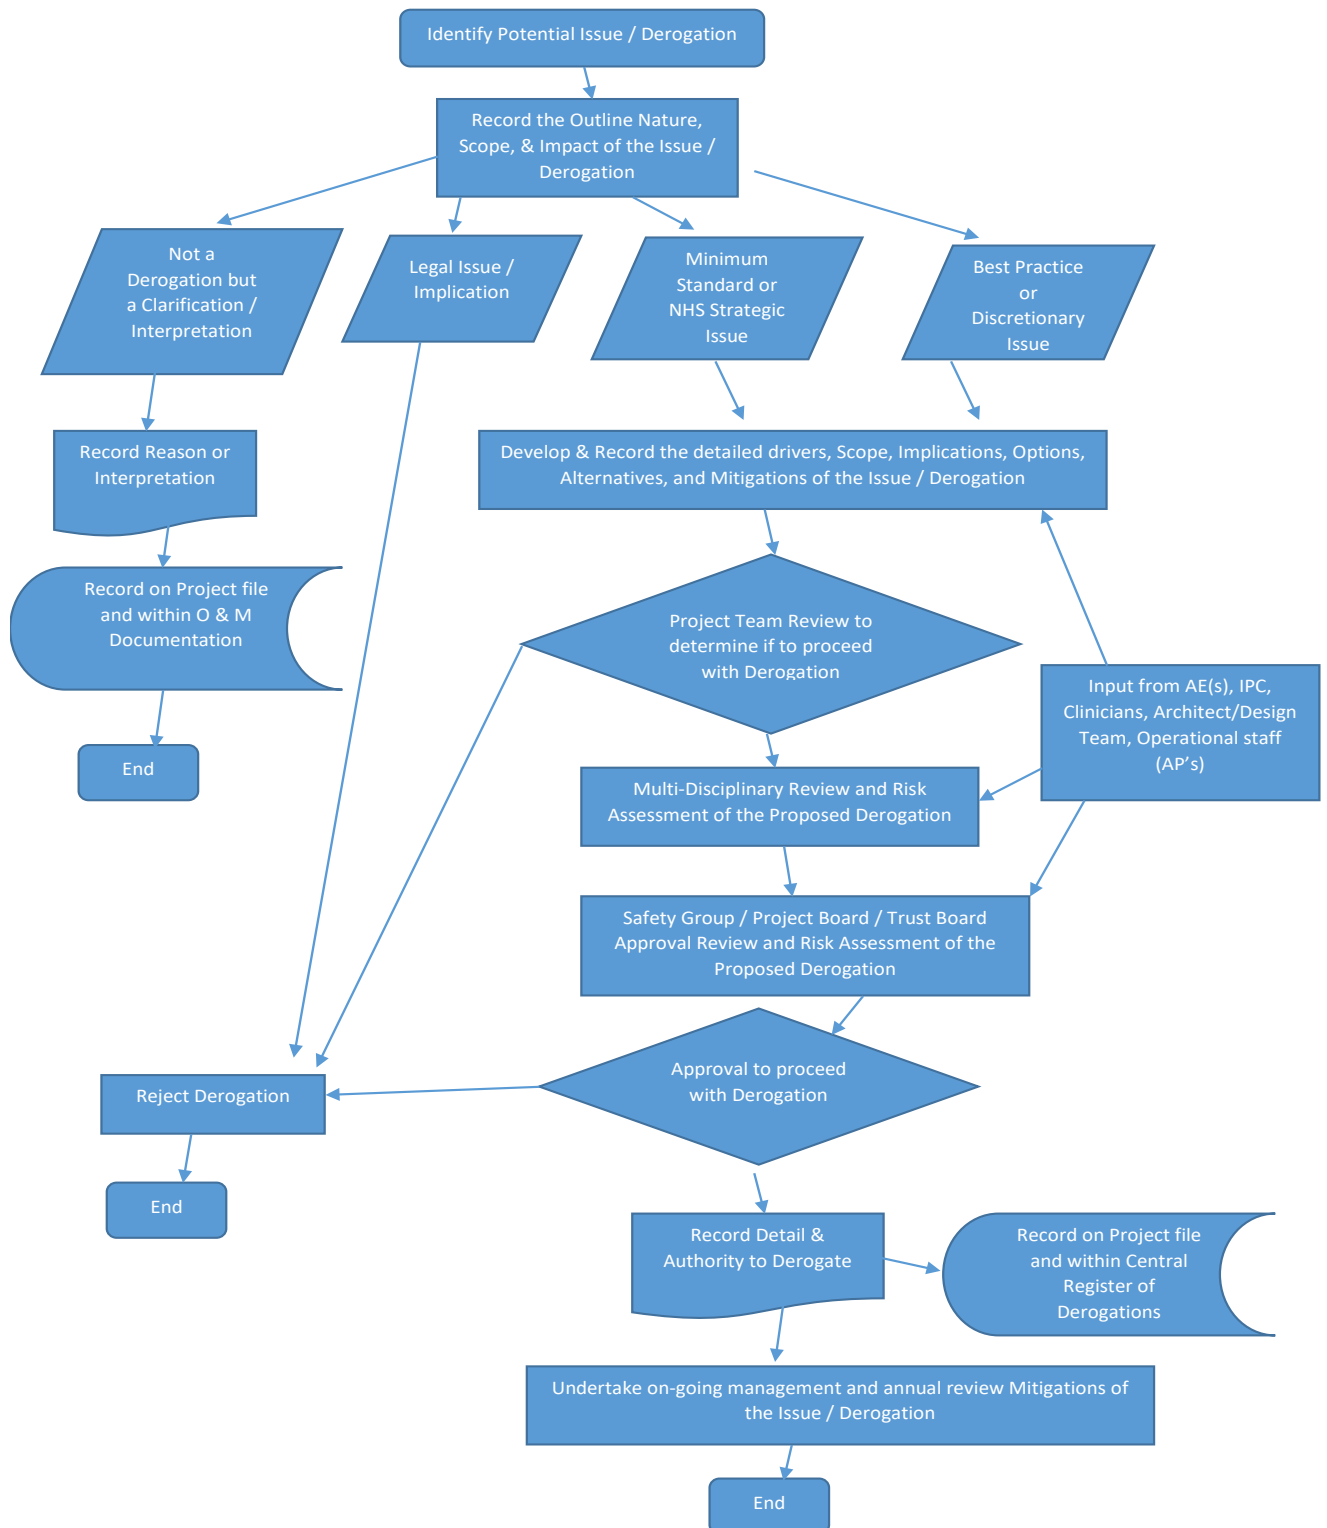 Identify Potential Issue / Derogation
Record the Outline Nature,
Scope, & Impact of the Issue /
Derogation
Not a
Derogation but
a Clarification /
Interpretation
Legal Issue /
Implication
Minimum
Standard or
NHS Strategic
Issue
Best Practice
or
Discretionary
Issue
Record Reason or
Interpretation
Develop & Record the detailed drivers, Scope, Implications, Options,
Alternatives, and Mitigations of the Issue / Derogation
Record on Project file
and within O & M
Documentation
Project Team Review to
determine if to proceed
with Derogation
Input from AE(s), IPC,
Clinicians, Architect/Design
Team, Operational staff
(AP’s)
End
Multi-Disciplinary Review and Risk
Assessment of the Proposed Derogation
Safety Group / Project Board / Trust Board
Approval Review and Risk Assessment of the
Proposed Derogation
Approval to proceed
with Derogation
Reject Derogation
End
Record Detail &
Authority to Derogate
Record on Project file
and within Central
Register of
Derogations
Undertake on-going management and annual review Mitigations of
the Issue / Derogation
End